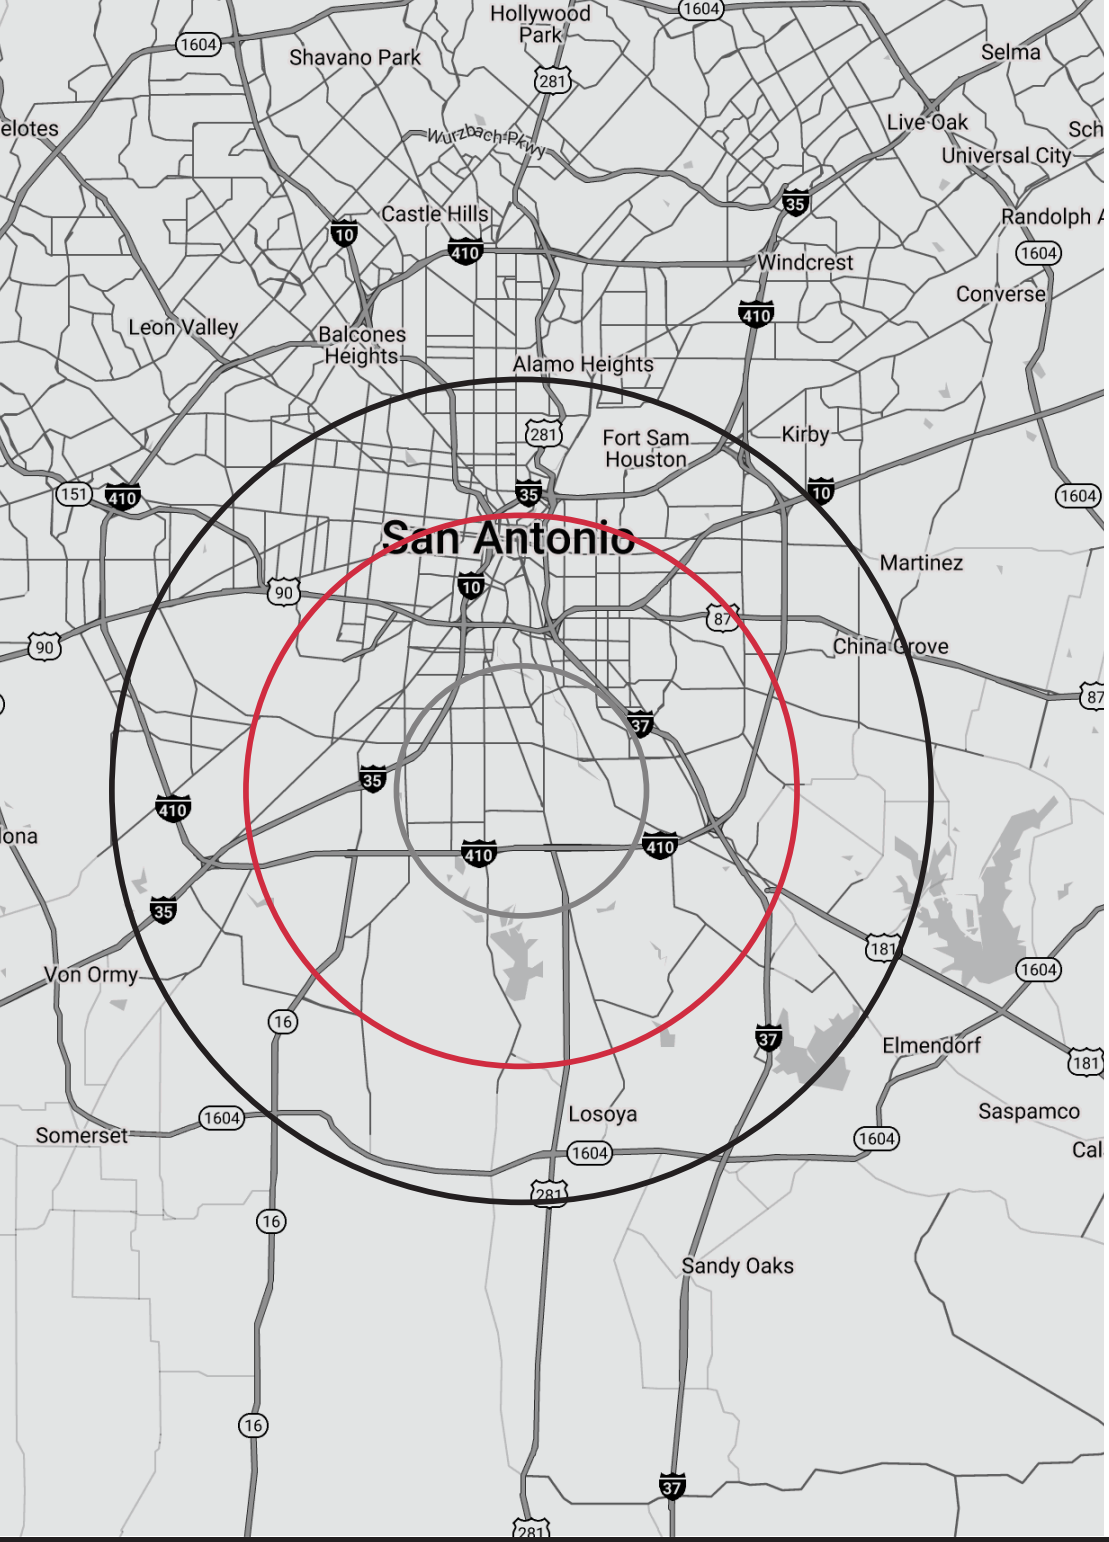 Hollywood
Park
1604
1604
Shavano Park
Selma
281
elotes
Wurzbach Pkwy
Live Oak
Sch
Universal City
35
Castle Hills
Randolph A
10
410
1604
Windcrest
Converse
410
Leon Valley
Balcones
Heights
Alamo Heights
281
Fort Sam
Houston
Kirby
151
410
35
10
1604
San Antonio
Martinez
10
90
87
90
China Grove
87
37
35
410
lona
410
410
35
181
1604
Von Ormy
16
37
Elmendorf
181
1604
Losoya
Saspamco
Somerset
1604
1604
Cal
281
16
Sandy Oaks
16
37
281